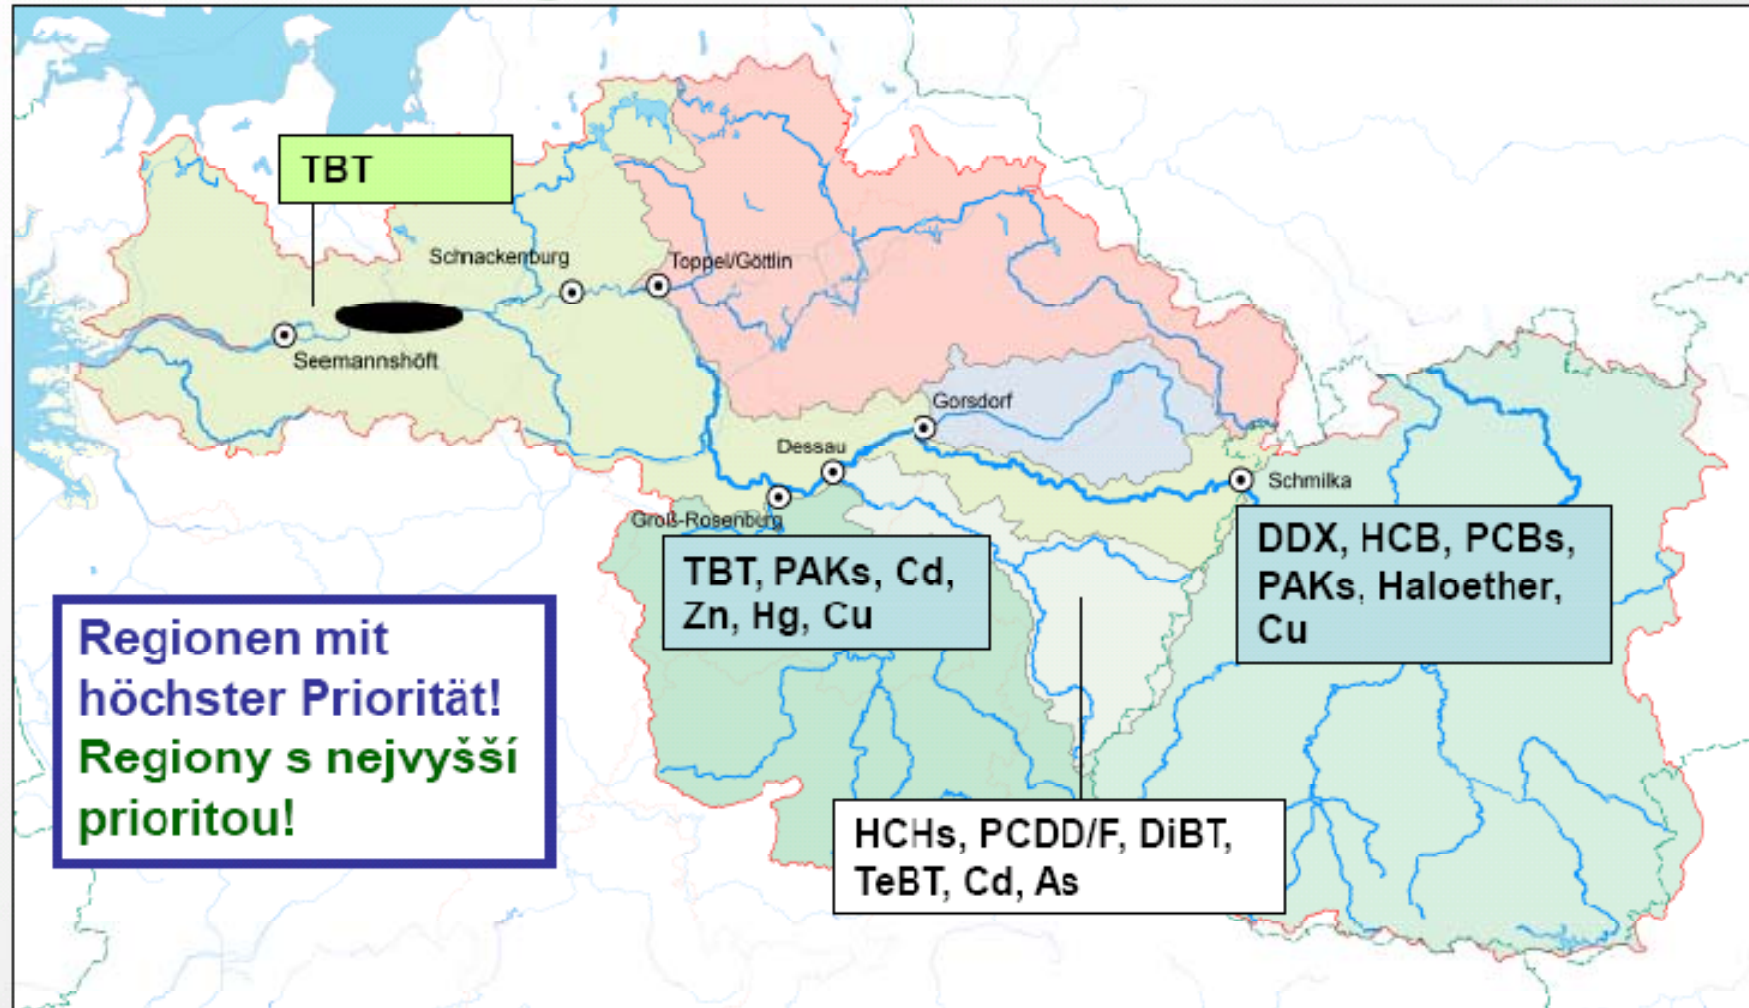 TBT
Schnackenburg
Toppel/Göttlin
Seemannshöft
Gorsdorf
Dessau
Schmilka
Groß-Rosenburg
DDX, HCB, PCBs,
PAKs, Haloether,
Cu
TBT, PAKs, Cd,
Zn, Hg, Cu
Regionen mit
höchster Priorität!
Regiony s nejvyšší
prioritou!
HCHs, PCDD/F, DiBT,
TeBT, Cd, As